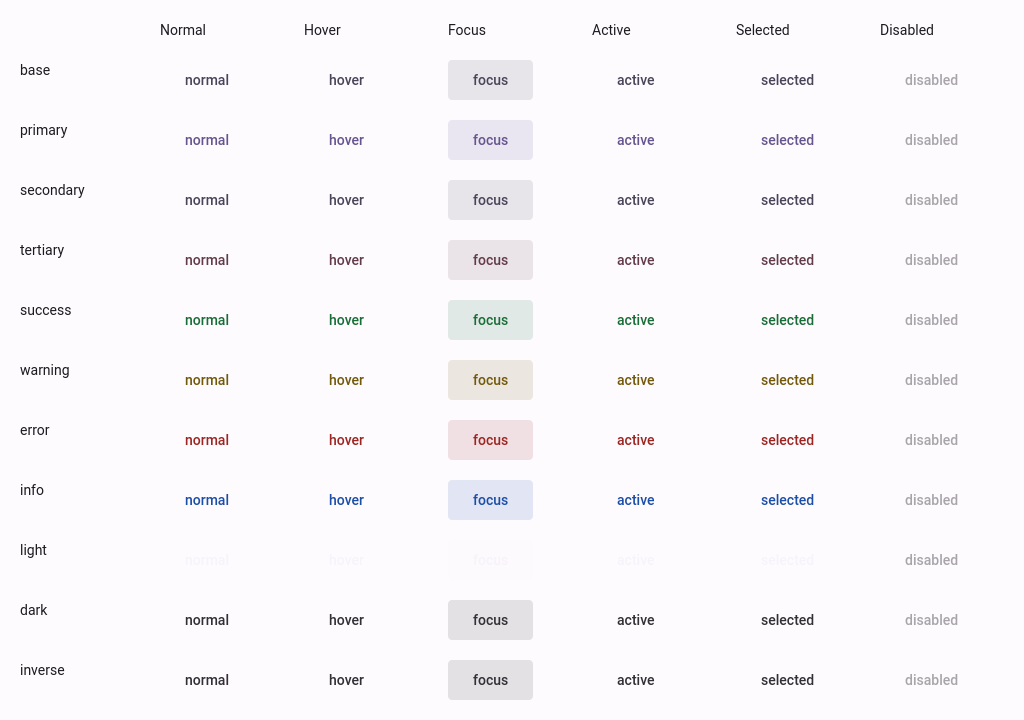 Normal Hover Focus Active Selected Disabled
base normal hover focus active selected disabled
primary normal hover focus active selected disabled
secondary normal hover focus active selected disabled
tertiary normal hover focus active selected disabled
success normal hover focus active selected disabled
warning normal hover focus active selected disabled
error normal hover focus active selected disabled
info normal hover focus active selected disabled
light normal hover focus active selected disabled
dark normal hover focus active selected disabled
inverse normal hover focus active selected disabled